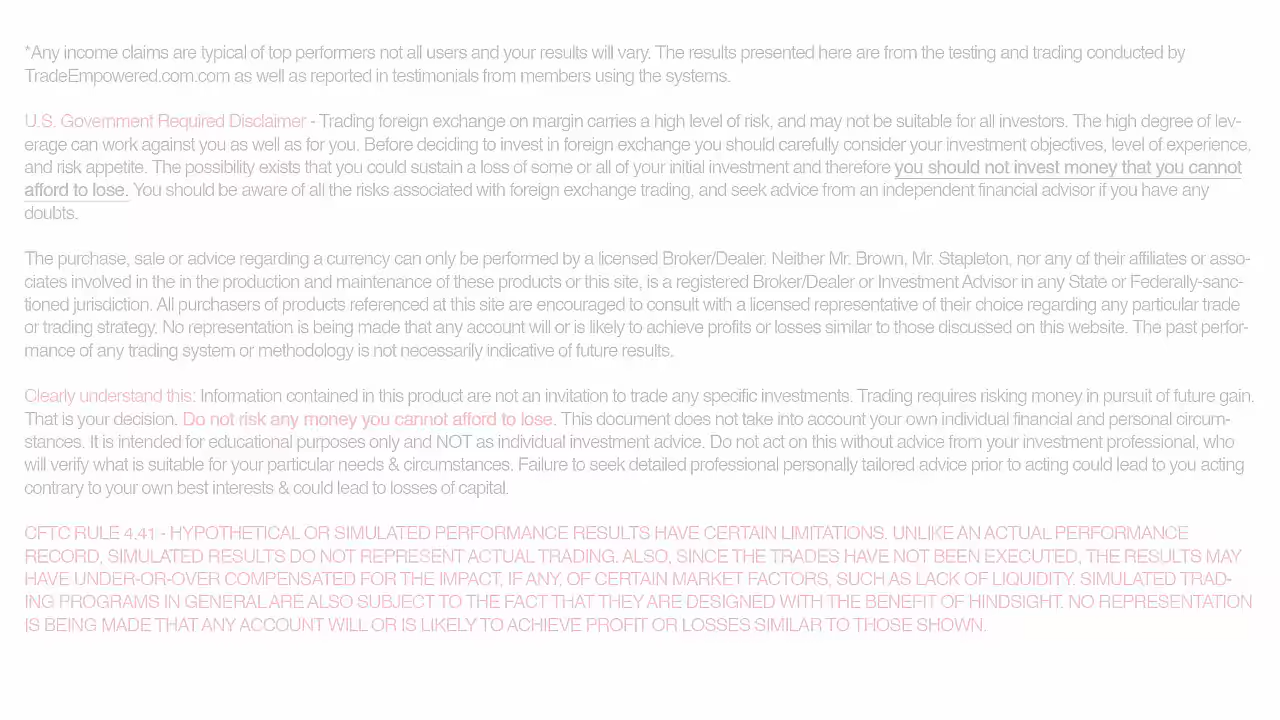 *Any income claims are typical of top performers not all users and your results will vary. The results presented here are from the testing and trading conducted by
TradeEmpowered.com.com as well as reported in testimonials from members using the systems.
U.S. Government Required Disclaimer - Trading foreign exchange on margin carries a high level of risk, and may not be suitable for all investors. The high degree of lev-
erage can work against you as well as for you. Before deciding to invest in foreign exchange you should carefully consider your investment objectives, level of experience,
and risk appetite. The possibility exists that you could sustain a loss of some or all of your initial investment and therefore you should not invest money that you cannot
afford to lose. You should be aware of all the risks associated with foreign exchange trading, and seek advice from an independent financial advisor if you have any
doubts.
The purchase, sale or advice regarding a currency can only be performed by a licensed Broker/Dealer. Neither Mr. Brown, Mr. Stapleton, nor any of their affiliates or asso-
ciates involved in the in the production and maintenance of these products or this site, is a registered Broker/Dealer or Investment Advisor in any State or Federally-sanc-
tioned jurisdiction. All purchasers of products referenced at this site are encouraged to consult with a licensed representative of their choice regarding any particular trade
or trading strategy. No representation is being made that any account will or is likely to achieve profits or losses similar to those discussed on this website. The past perfor-
mance of any trading system or methodology is not necessarily indicative of future results.
Clearly understand this: Information contained in this product are not an invitation to trade any specific investments. Trading requires risking money in pursuit of future gain.
That is your decision. Do not risk any money you cannot afford to lose. This document does not take into account your own individual financial and personal circum-
stances. It is intended for educational purposes only and NOT as individual investment advice. Do not act on this without advice from your investment professional, who
will verify what is suitable for your particular needs & circumstances. Failure to seek detailed professional personally tailored advice prior to acting could lead to you acting
contrary to your own best interests & could lead to losses of capital.
CFTC RULE 4.41 - HYPOTHETICAL OR SIMULATED PERFORMANCE RESULTS HAVE CERTAIN LIMITATIONS. UNLIKE AN ACTUAL PERFORMANCE
RECORD, SIMULATED RESULTS DO NOT REPRESENT ACTUAL TRADING. ALSO, SINCE THE TRADES HAVE NOT BEEN EXECUTED, THE RESULTS MAY
HAVE UNDER-OR-OVER COMPENSATED FOR THE IMPACT, IF ANY, OF CERTAIN MARKET FACTORS, SUCH AS LACK OF LIQUIDITY. SIMULATED TRAD-
ING PROGRAMS IN GENERAL ARE ALSO SUBJECT TO THE FACT THAT THEY ARE DESIGNED WITH THE BENEFIT OF HINDSIGHT. NO REPRESENTATION
IS BEING MADE THAT ANY ACCOUNT WILL OR IS LIKELY TO ACHIEVE PROFIT OR LOSSES SIMILAR TO THOSE SHOWN.